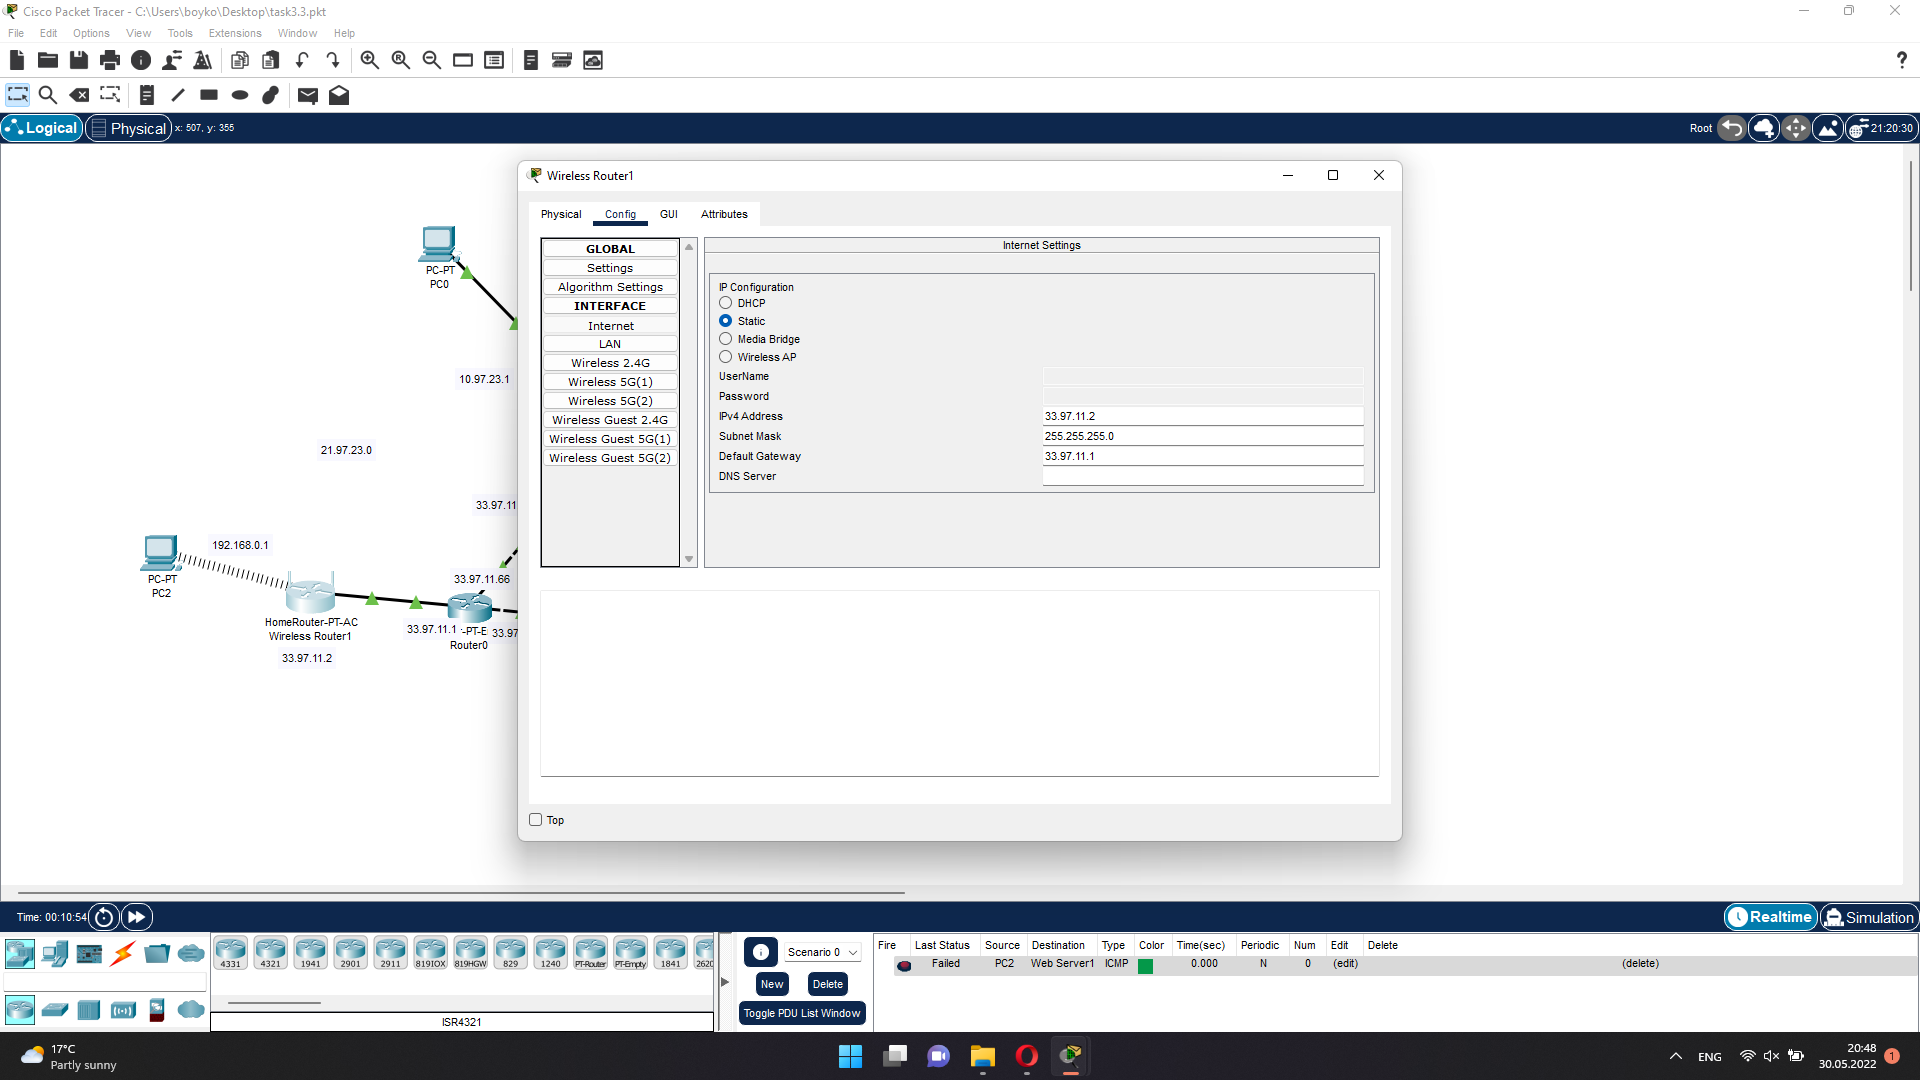 Cisco Packet Tracer - C:\Users\boyko\Desktop\task3.3.pkt
File Edit Options View Tools Extensions Window Help
Logical Physical x: 507, y: 355 Root 21:20:30
Wireless Router1
Physical Config GUI Attributes
GLOBAL
Settings
Algorithm Settings
INTERFACE
Internet
LAN
Wireless 2.4G
Wireless 5G(1)
Wireless 5G(2)
Wireless Guest 2.4G
Wireless Guest 5G(1)
Wireless Guest 5G(2)
Internet Settings
IP Configuration
DHCP
Static
Media Bridge
Wireless AP
UserName
Password
IPv4 Address 33.97.11.2
Subnet Mask 255.255.255.0
Default Gateway 33.97.11.1
DNS Server
Top
PC-PT
PC0
10.97.23.1
21.97.23.0
33.97.11
192.168.0.1
PC-PT
PC2
33.97.11.66
HomeRouter-PT-AC
Wireless Router1
33.97.11.2
33.97.11.1 -PT-E 33.97
Router0
Time: 00:10:54 Realtime Simulation
4331 4321 1941 2901 2911 819IOX 819HGW 829 1240 PT-Router PT-Empty 1841 2620
ISR4321
Scenario 0
New Delete
Toggle PDU List Window
Fire Last Status Source Destination Type Color Time(sec) Periodic Num Edit Delete
Failed PC2 Web Server1 ICMP 0.000 N 0 (edit) (delete)
17°C
Partly sunny
ENG
20:48
30.05.2022
1